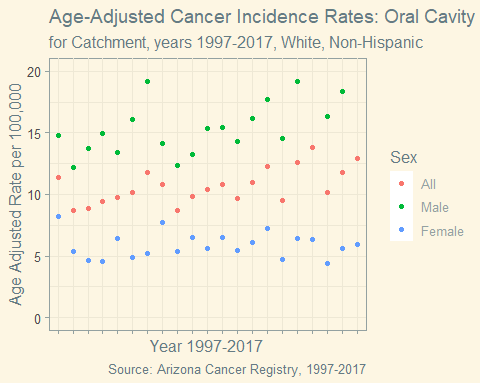 Age-Adjusted Cancer Incidence Rates: Oral Cavity
for Catchment, years 1997-2017, White, Non-Hispanic
Age Adjusted Rate per 100,000
20
15
10
5
0
Year 1997-2017
Sex
All
Male
Female
Source: Arizona Cancer Registry, 1997-2017